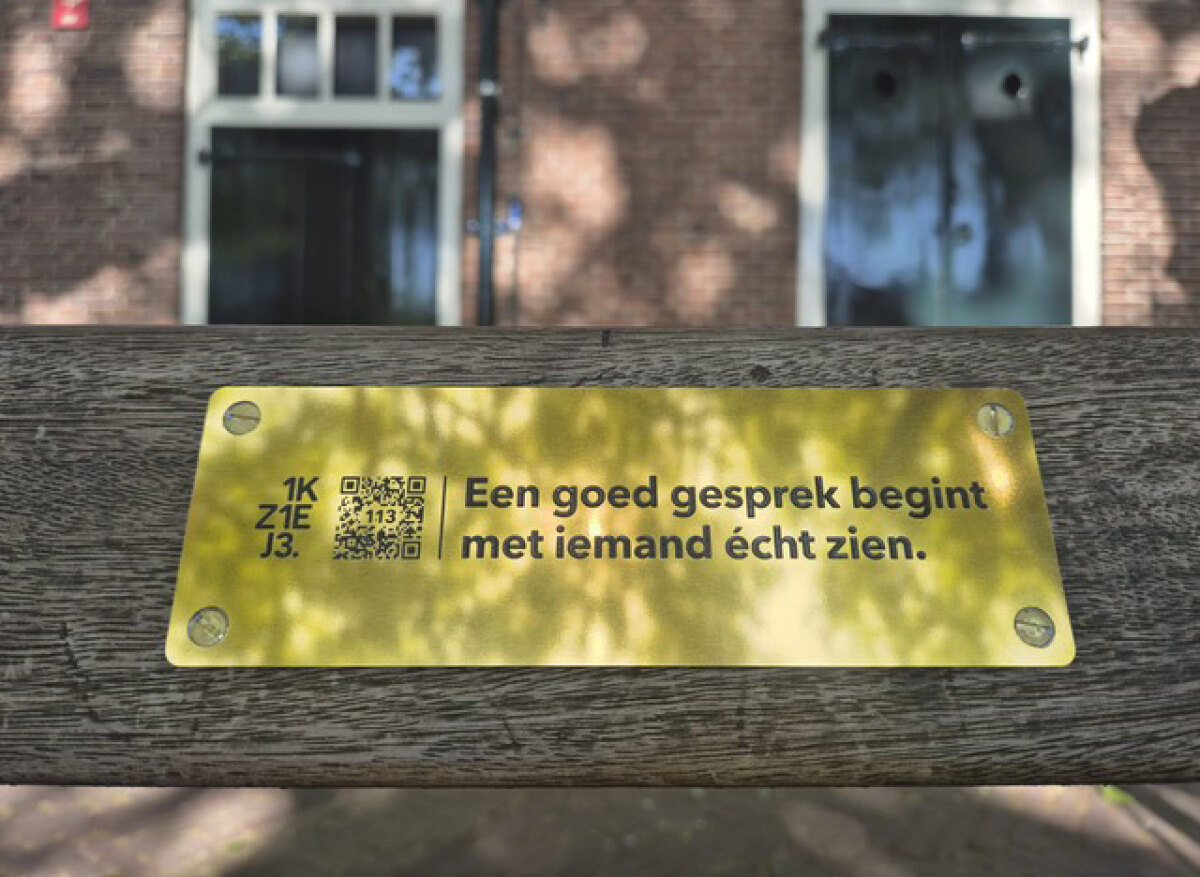 1K
Z1E
J3.
113
Een goed gesprek begint
met iemand écht zien.